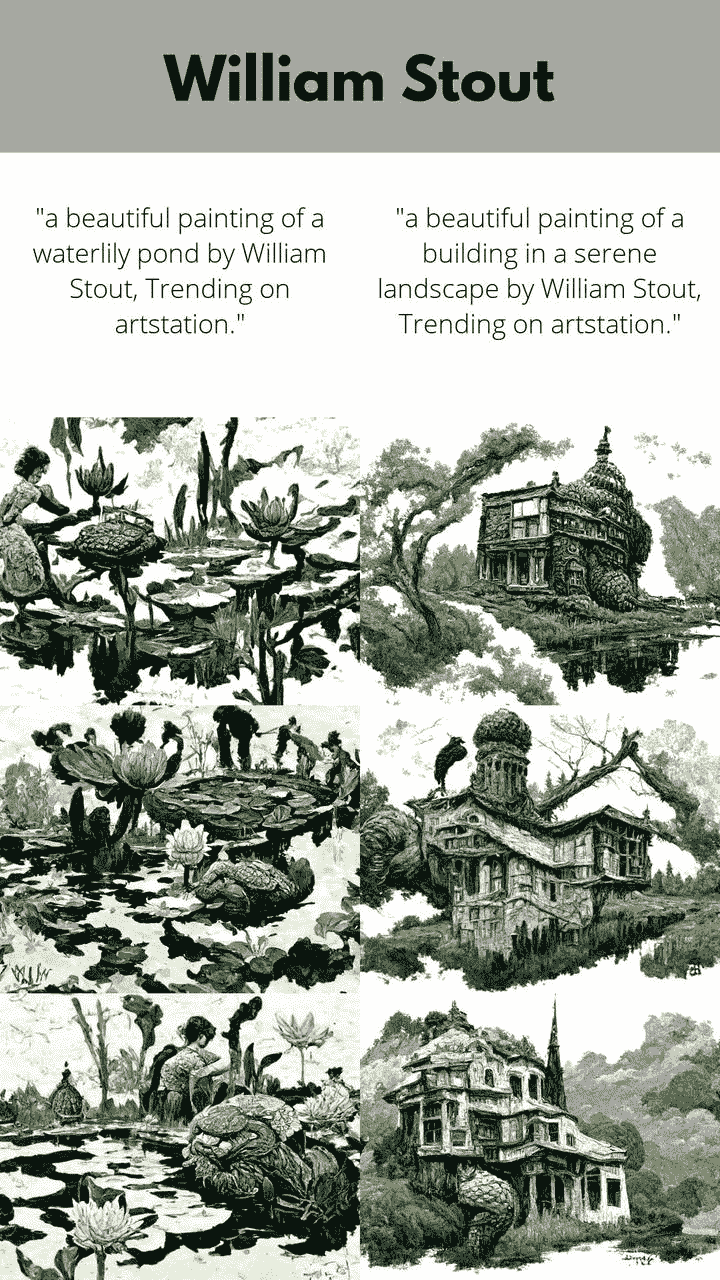 William Stout
"a beautiful painting of a
waterlily pond by William
Stout, Trending on
artstation."
"a beautiful painting of a
building in a serene
landscape by William Stout,
Trending on artstation."